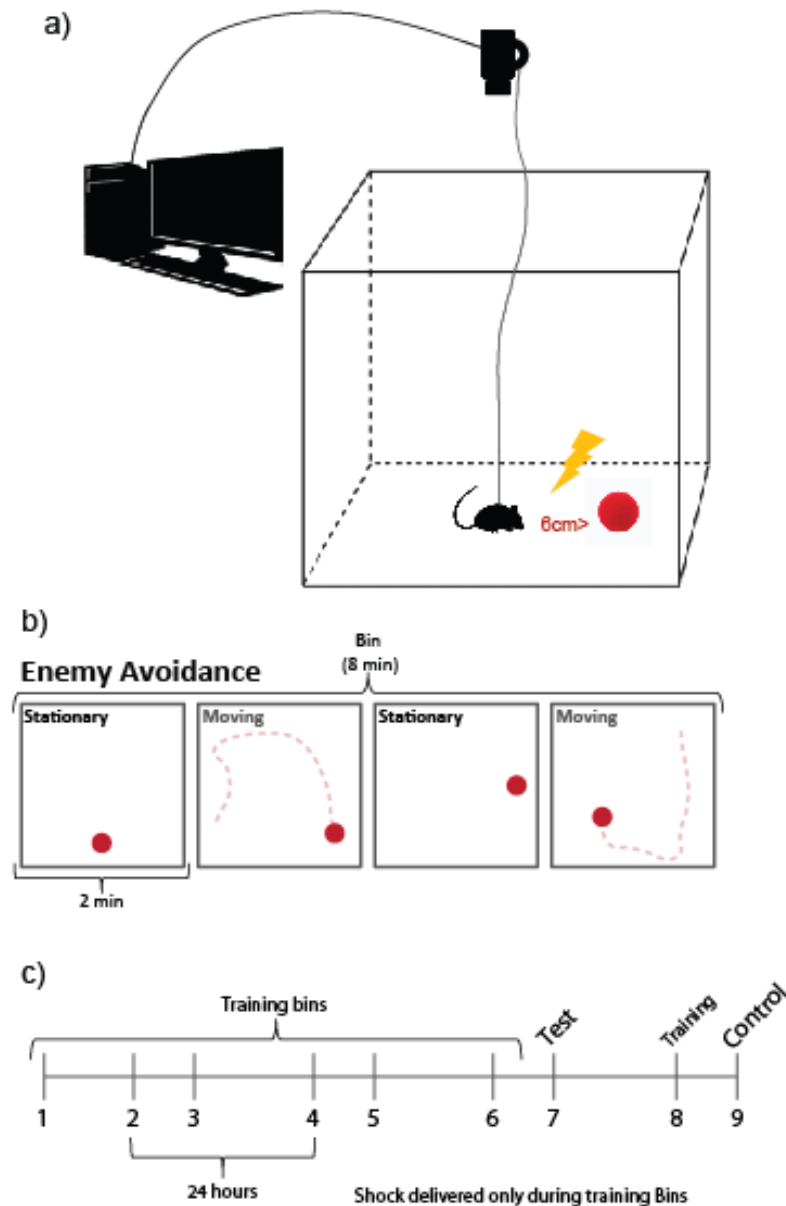 a)
6cm>
b)
Bin
(8 min)
Enemy Avoidance
Stationary
Moving
Stationary
Moving
2 min
c)
Training bins
Test
Training
Control
1
2
3
4
5
6
7
8
9
24 hours
Shock delivered only during training Bins